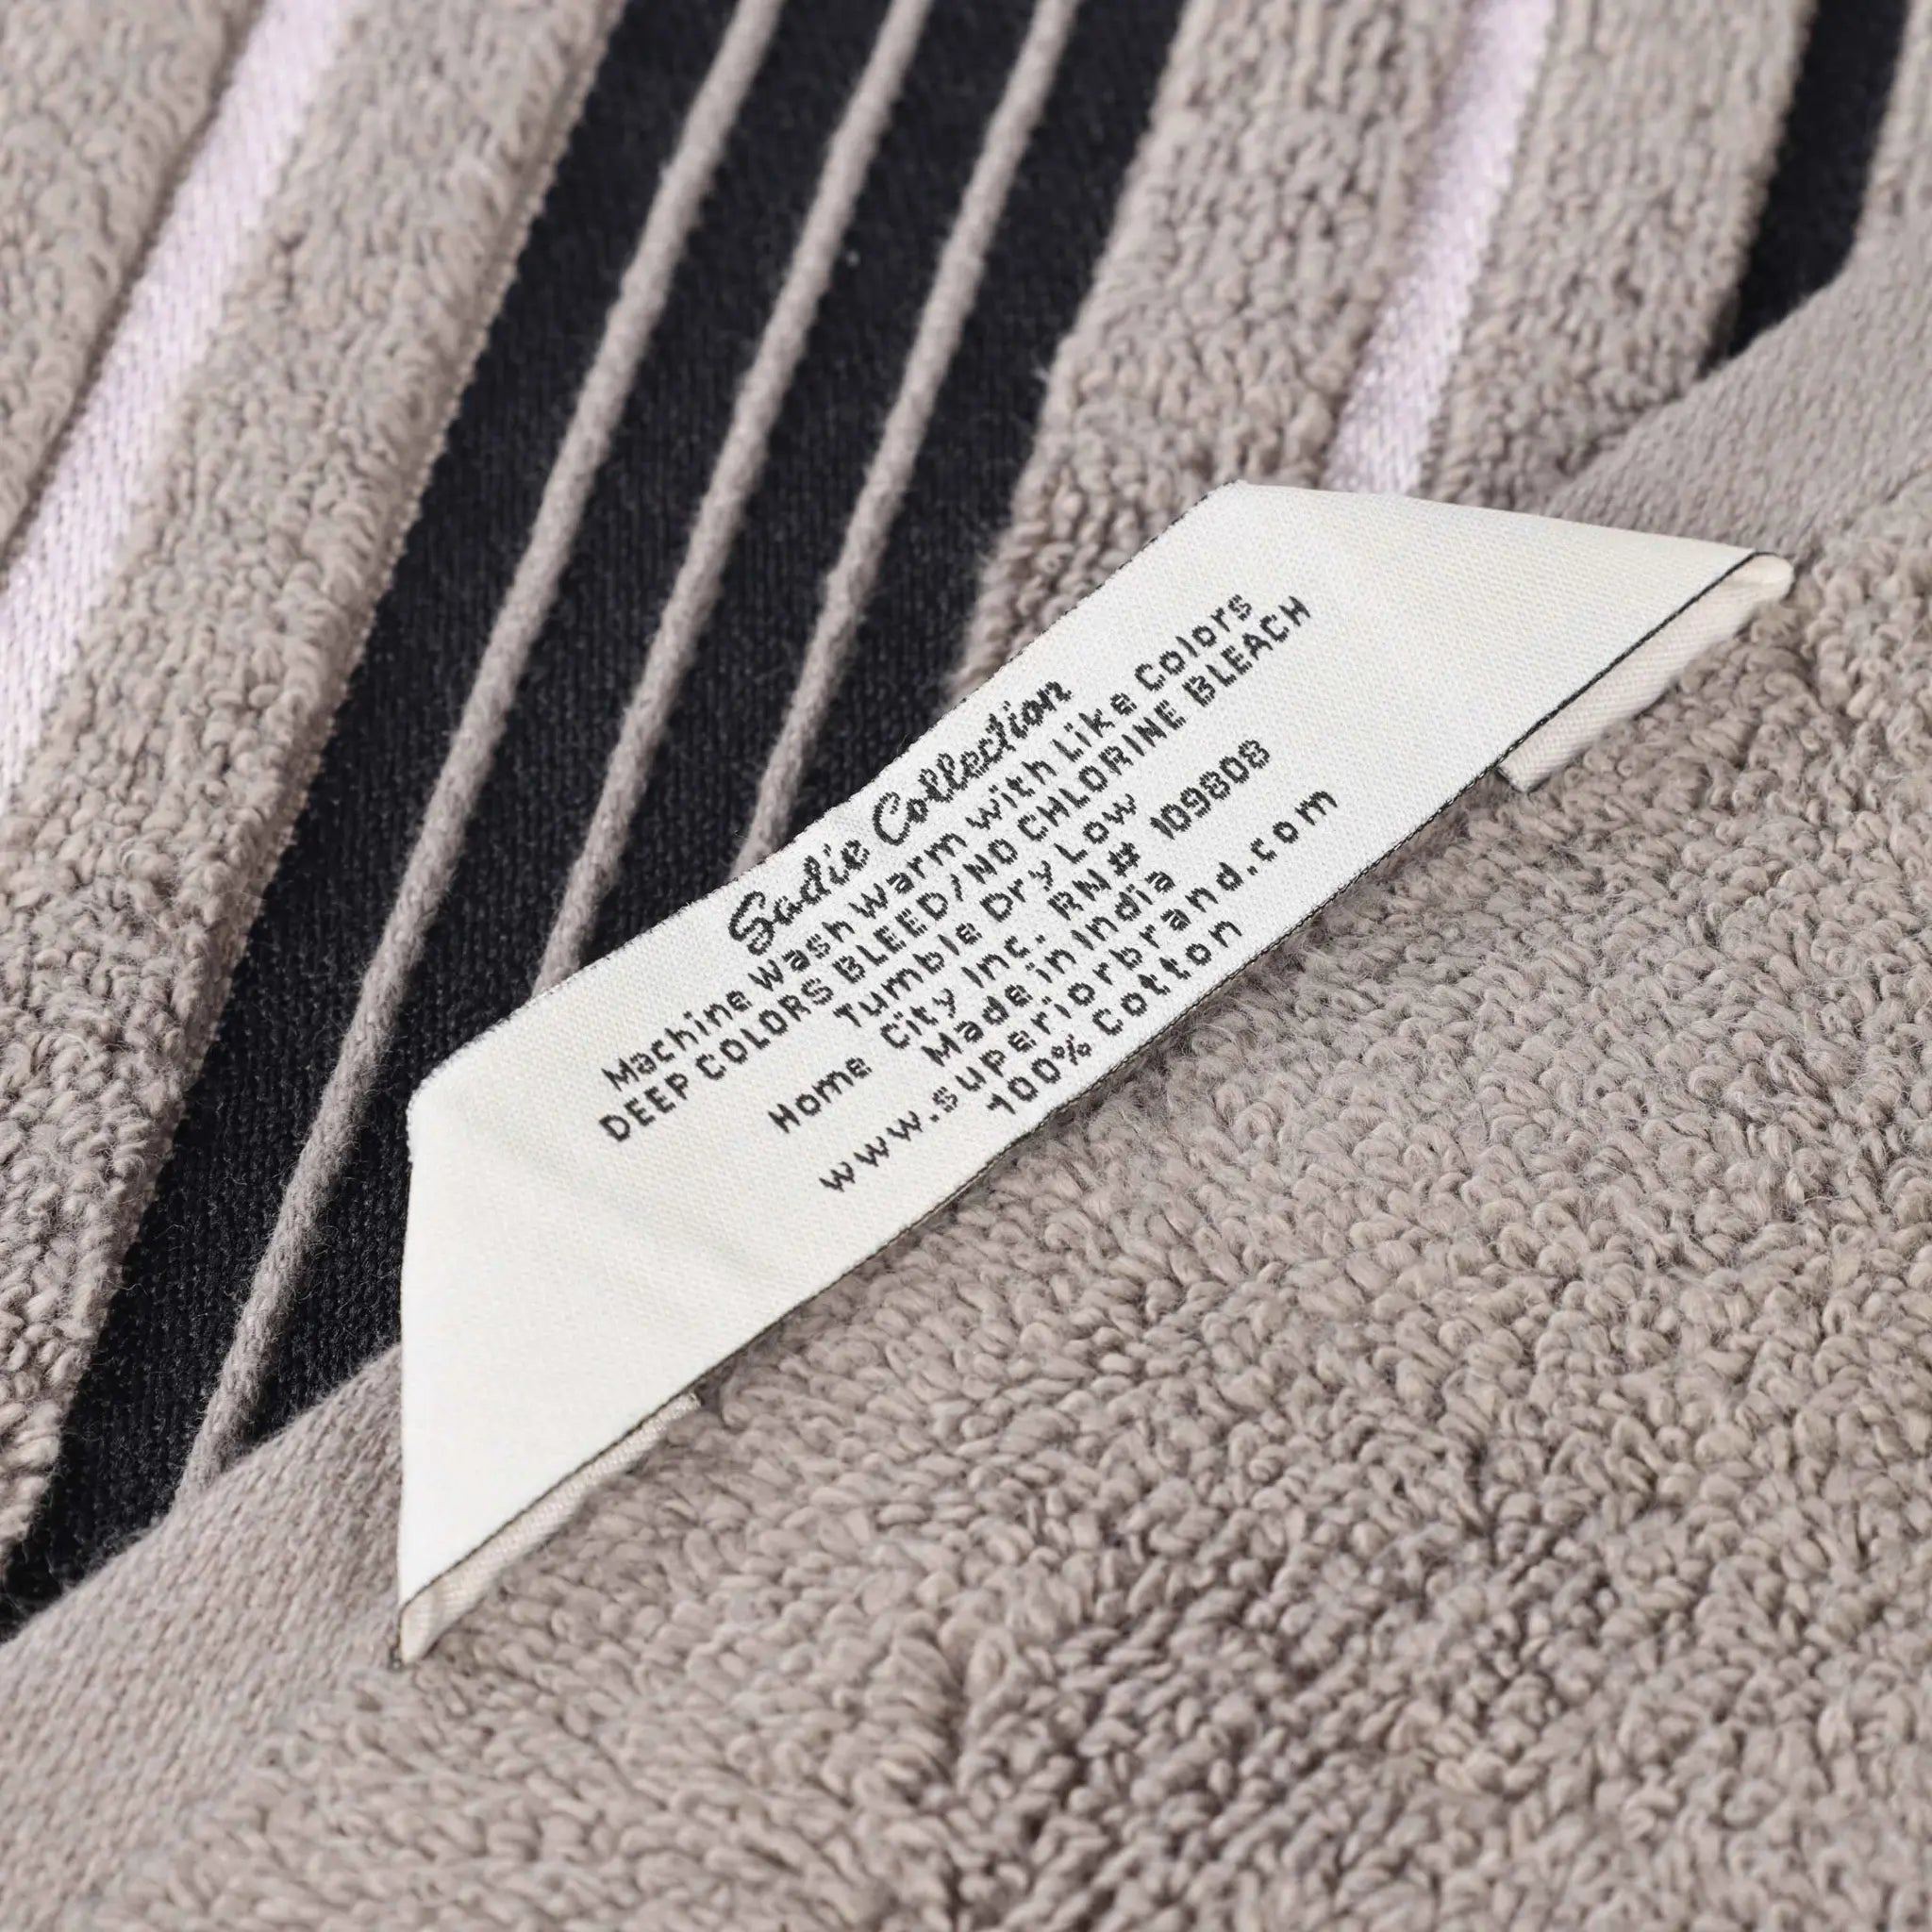 Sadie Collection
Machine Wash Warm with Like Colors
DEEP COLORS BLEED/NO CHLORINE BLEACH
Tumble Dry Low
Home City Inc. RN# 109808
Made in India
www.superiorbrand.com
100% Cotton